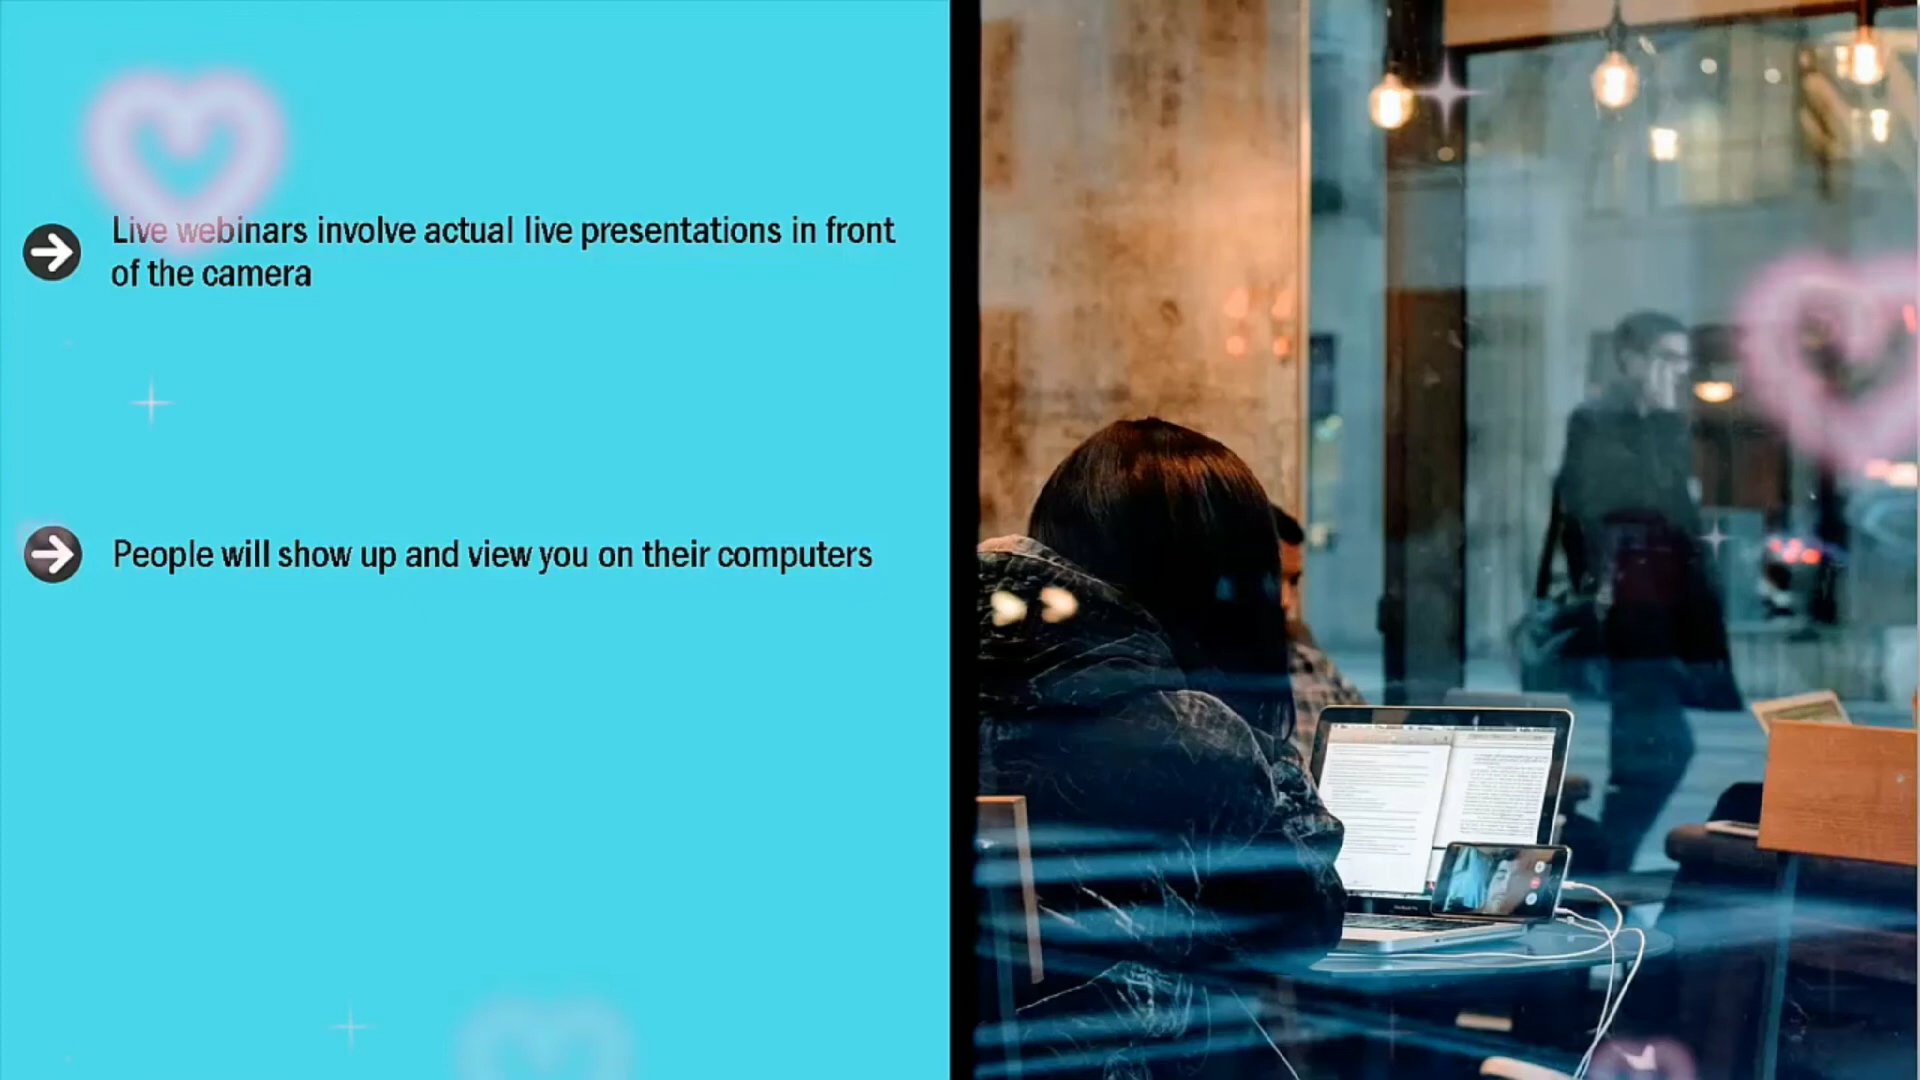 Live webinars involve actual live presentations in front
of the camera
People will show up and view you on their computers